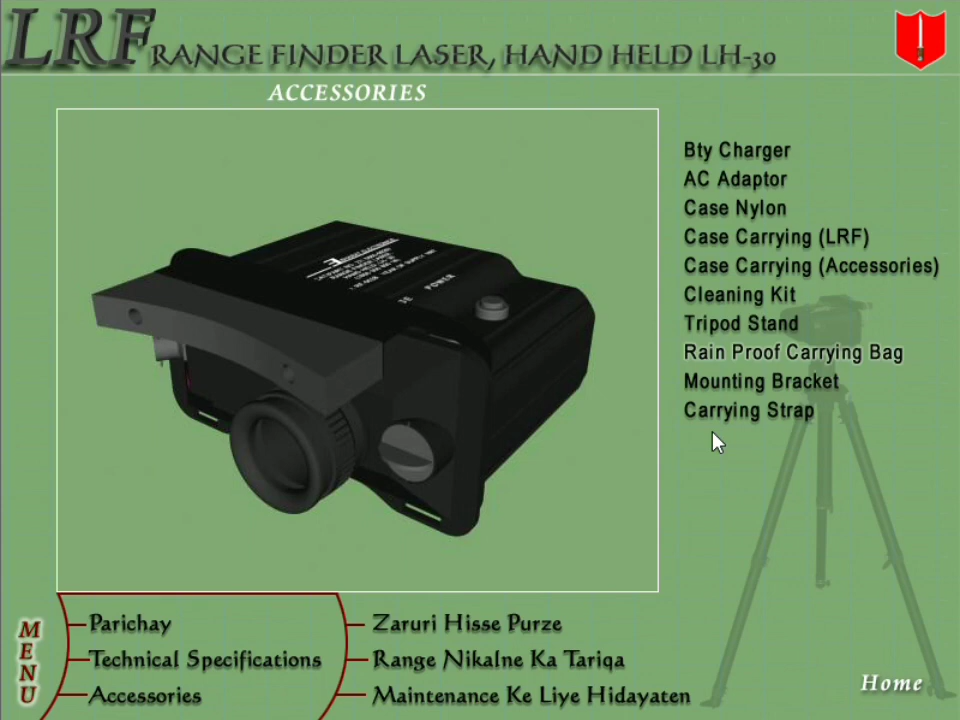 LRF RANGE FINDER LASER, HAND HELD LH-30
ACCESSORIES
Bty Charger
AC Adaptor
Case Nylon
Case Carrying (LRF)
Case Carrying (Accessories)
Cleaning Kit
Tripod Stand
Rain Proof Carrying Bag
Mounting Bracket
Carrying Strap
POWER
MENU
Parichay
Technical Specifications
Accessories
Zaruri Hisse Purze
Range Nikalne Ka Tariqa
Maintenance Ke Liye Hidayaten
Home